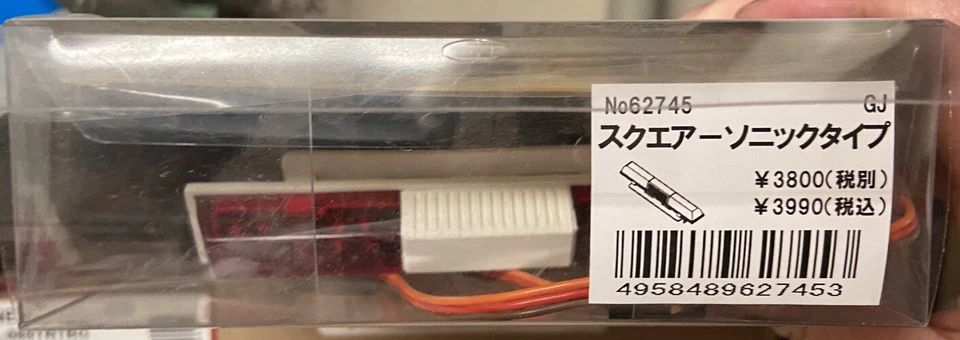 No62745 GJ
スクエアーソニックタイプ
¥3800(税別)
¥3990(税込)
4958489627453